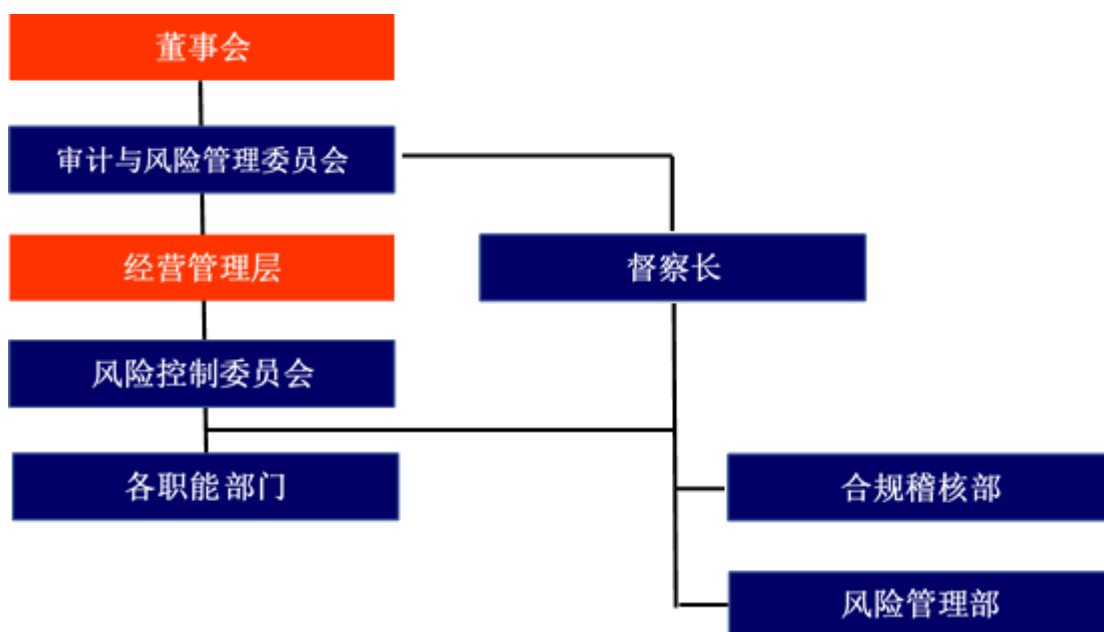 董事会
审计与风险管理委员会
经营管理层
督察长
风险控制委员会
各职能部门
合规稽核部
风险管理部